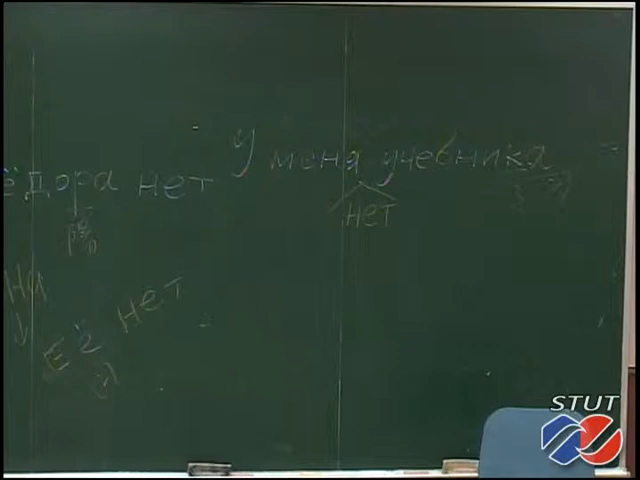 ёдора нет
У меня учебника
нет
Её нет
STUT